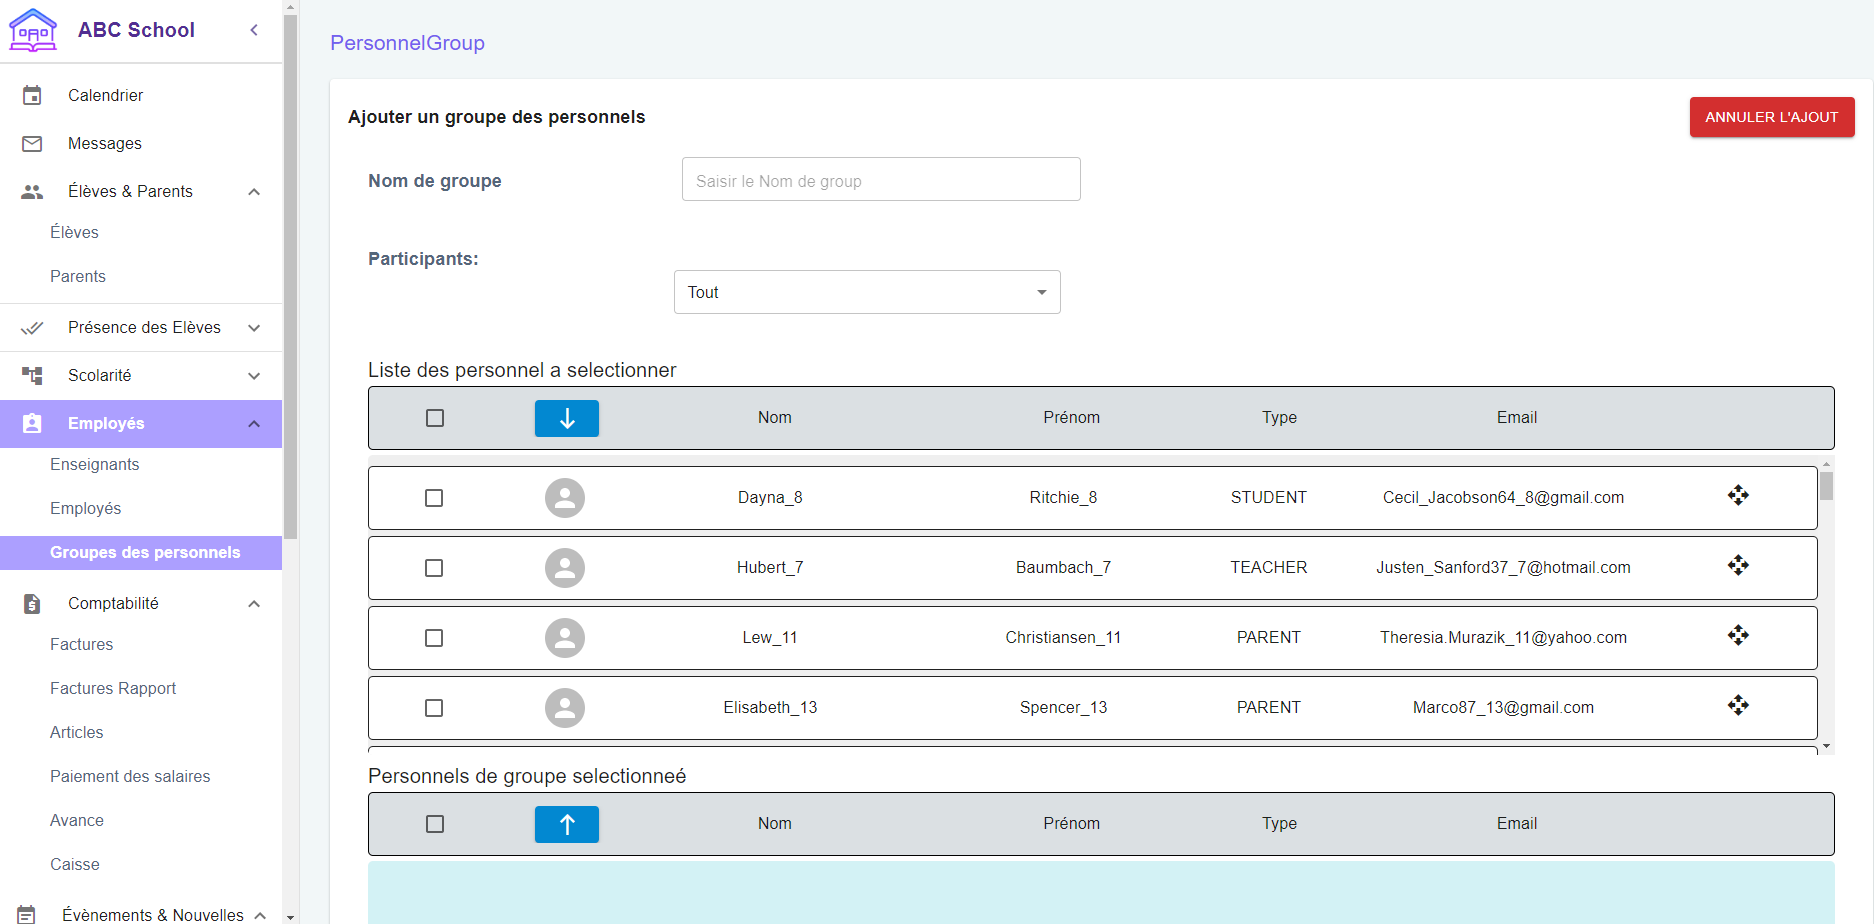 ABC School
Calendrier
Messages
Élèves & Parents
Élèves
Parents
Présence des Elèves
Scolarité
Employés
Enseignants
Employés
Groupes des personnels
Comptabilité
Factures
Factures Rapport
Articles
Paiement des salaires
Avance
Caisse
Évènements & Nouvelles
PersonnelGroup
Ajouter un groupe des personnels
ANNULER L'AJOUT
Nom de groupe
Saisir le Nom de group
Participants:
Tout
Liste des personnel a selectionner
Nom Prénom Type Email
Dayna_8 Ritchie_8 STUDENT Cecil_Jacobson64_8@gmail.com
Hubert_7 Baumbach_7 TEACHER Justen_Sanford37_7@hotmail.com
Lew_11 Christiansen_11 PARENT Theresia.Murazik_11@yahoo.com
Elisabeth_13 Spencer_13 PARENT Marco87_13@gmail.com
Personnels de groupe selectionneé
Nom Prénom Type Email